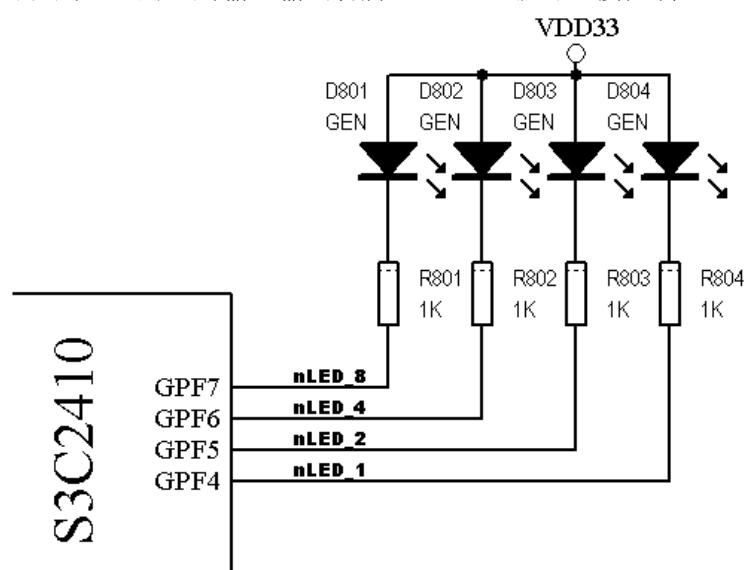 VDD33
D801 D802 D803 D804
GEN GEN GEN GEN
R801 R802 R803 R804
1K 1K 1K 1K
S3C2410
GPF7 nLED_8
GPF6 nLED_4
GPF5 nLED_2
GPF4 nLED_1